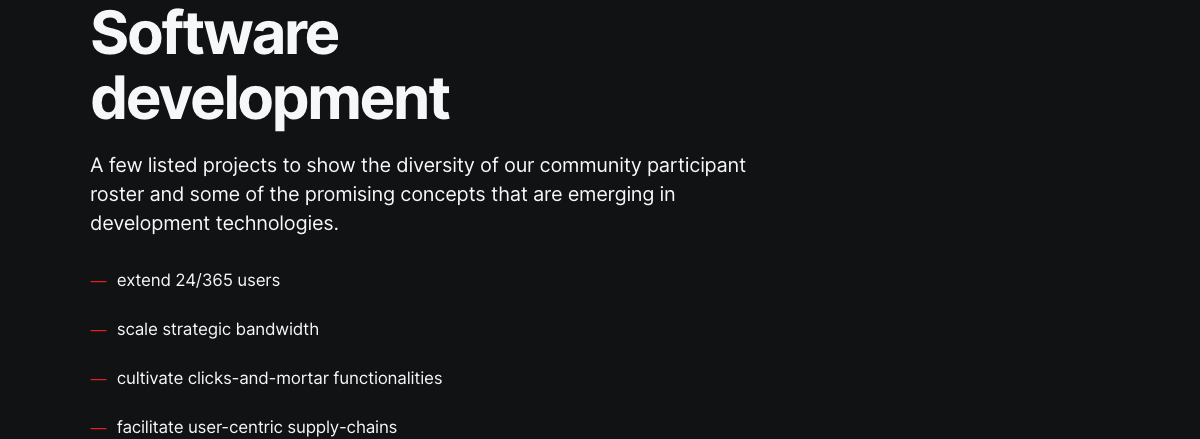 Software
development
A few listed projects to show the diversity of our community participant
roster and some of the promising concepts that are emerging in
development technologies.
— extend 24/365 users
— scale strategic bandwidth
— cultivate clicks-and-mortar functionalities
— facilitate user-centric supply-chains